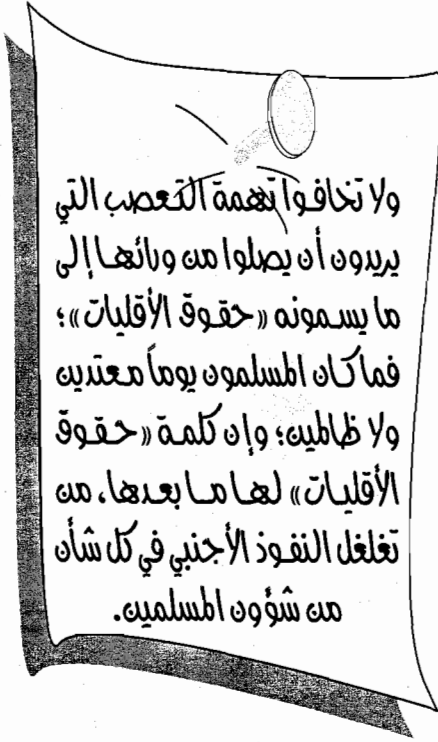 ولا تخافوا تهمة التعصب التي
يريدون أن يصلوا من ورائها إلى
ما يسمونه «حقوق الأقليات»؛
فما كان المسلمون يوماً معتدين
ولا ظالمين؛ وإن كلمة «حقوق
الأقليات» لها ما بعدها، من
تغلغل النفوذ الأجنبي في كل شأن
من شؤون المسلمين.